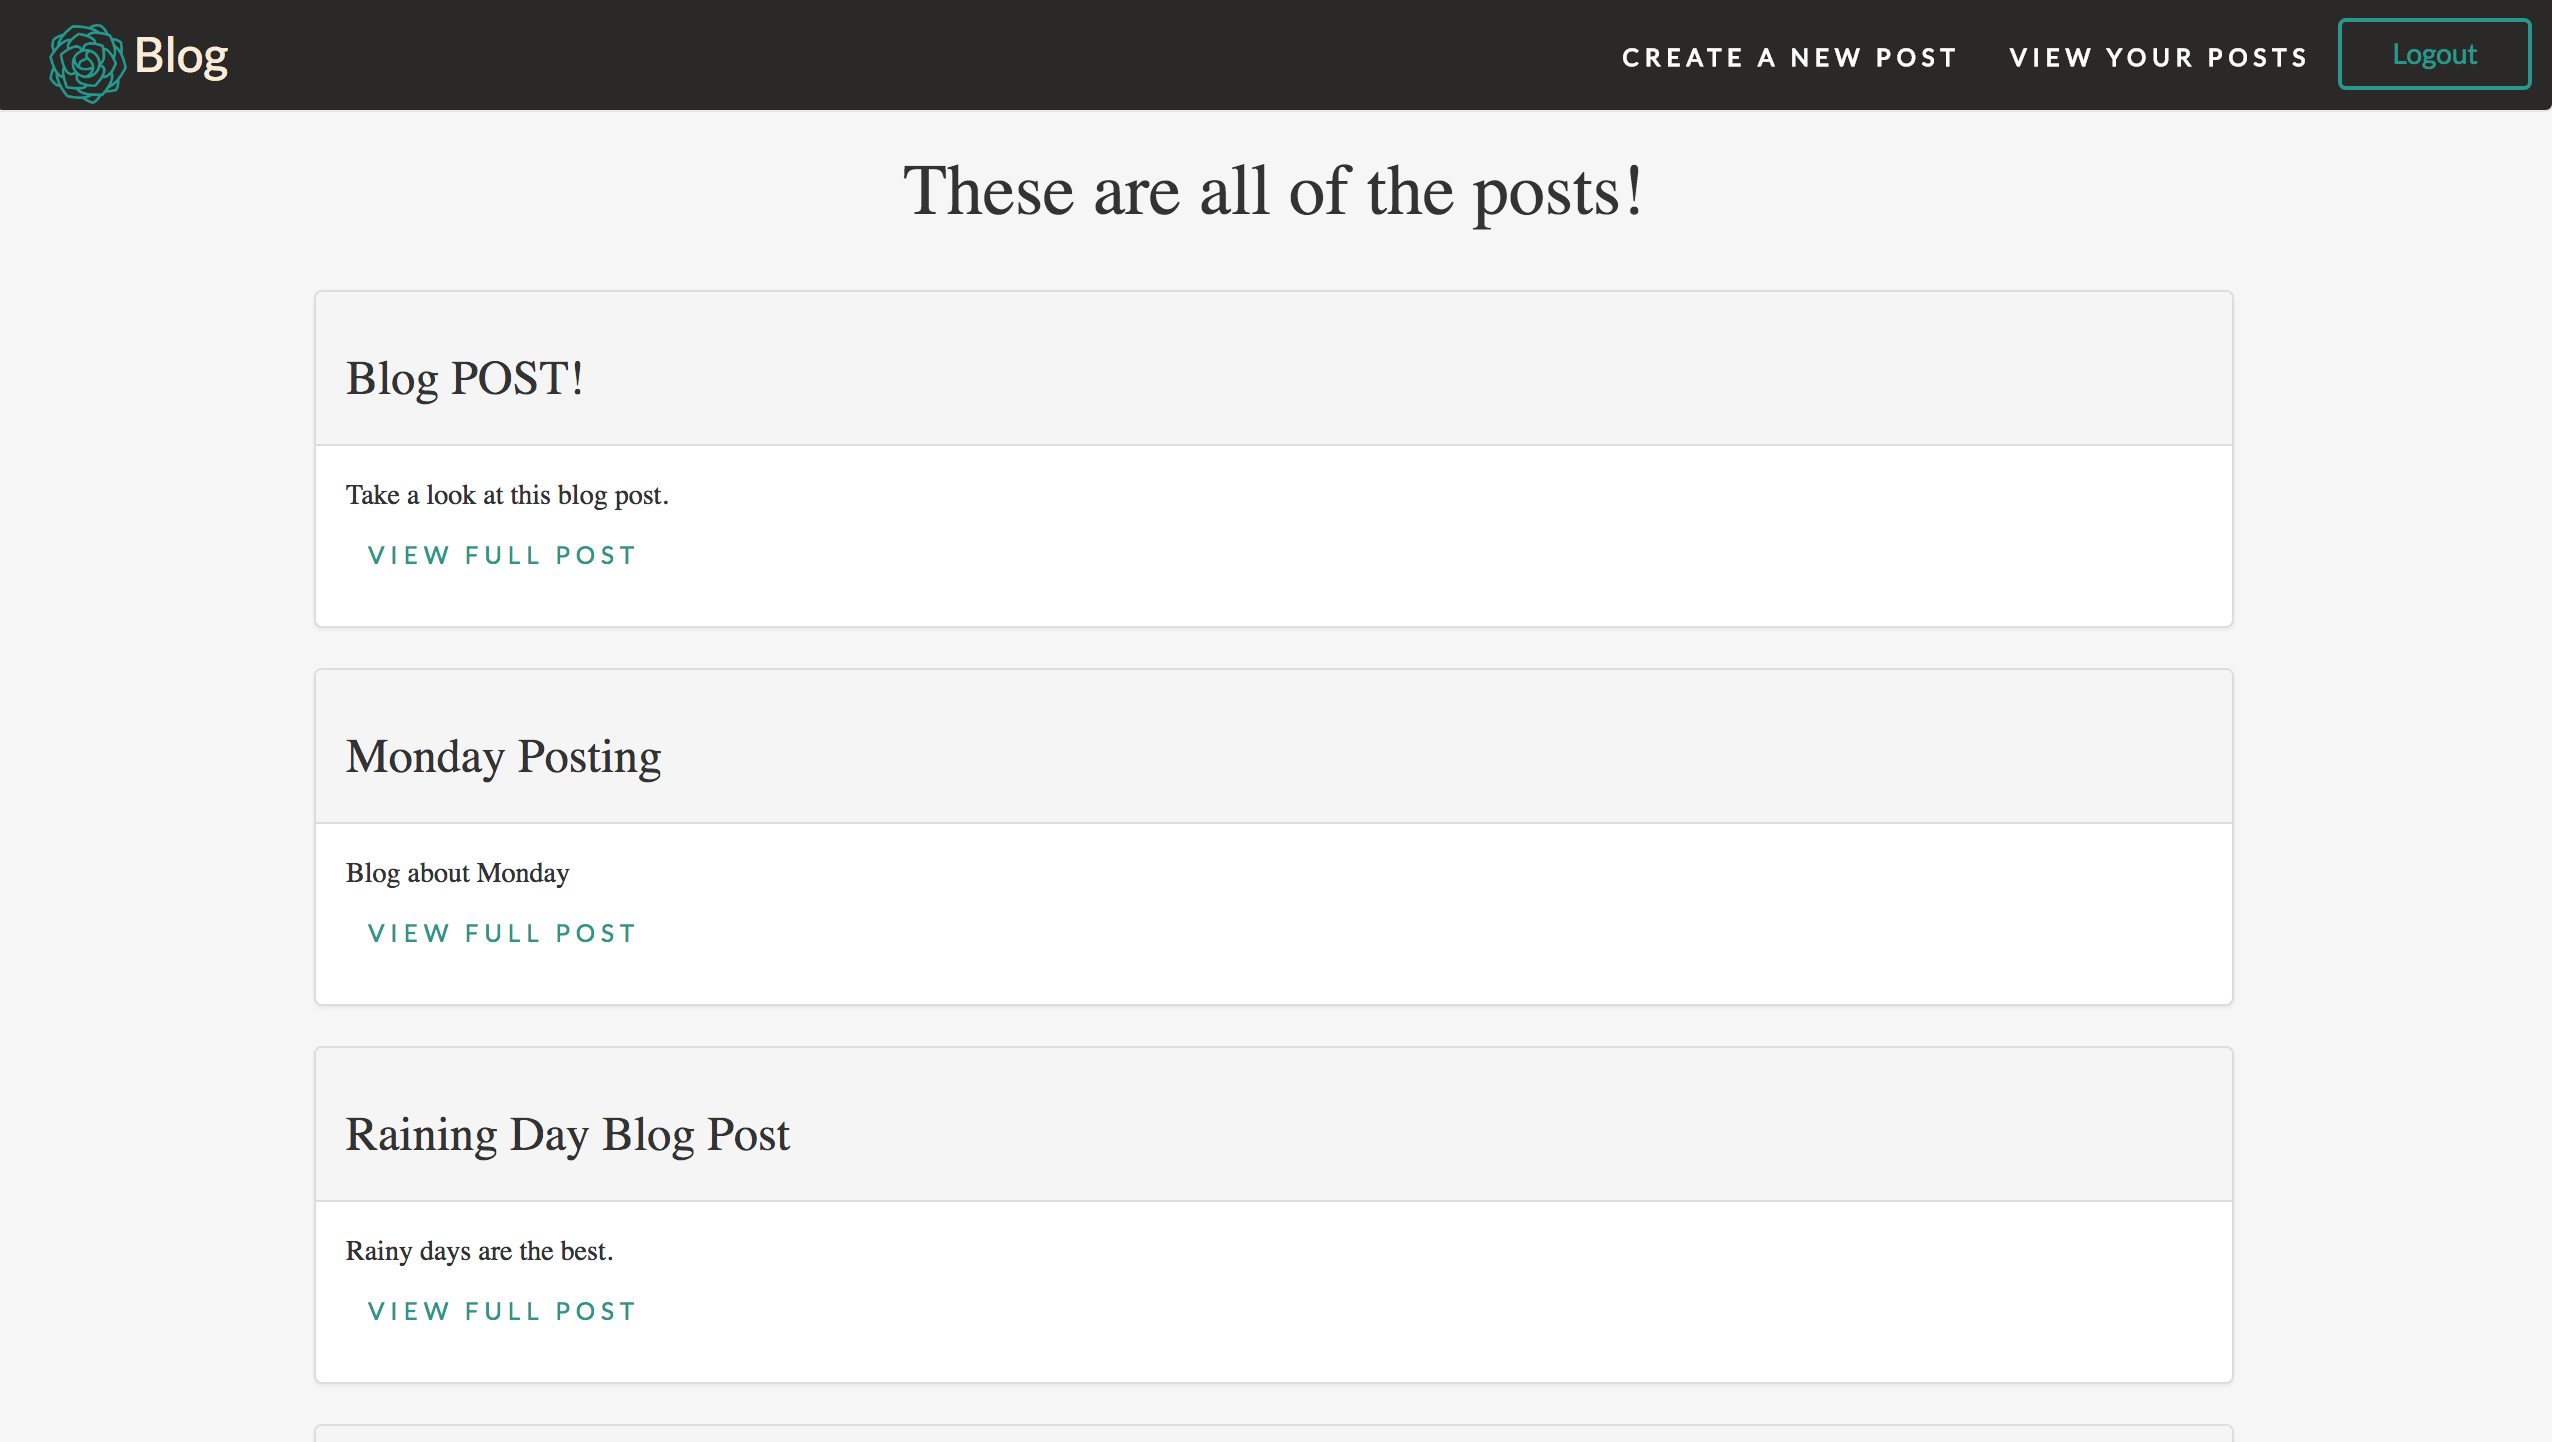 Blog
CREATE A NEW POST
VIEW YOUR POSTS
Logout
These are all of the posts!
Blog POST!
Take a look at this blog post.
VIEW FULL POST
Monday Posting
Blog about Monday
VIEW FULL POST
Raining Day Blog Post
Rainy days are the best.
VIEW FULL POST